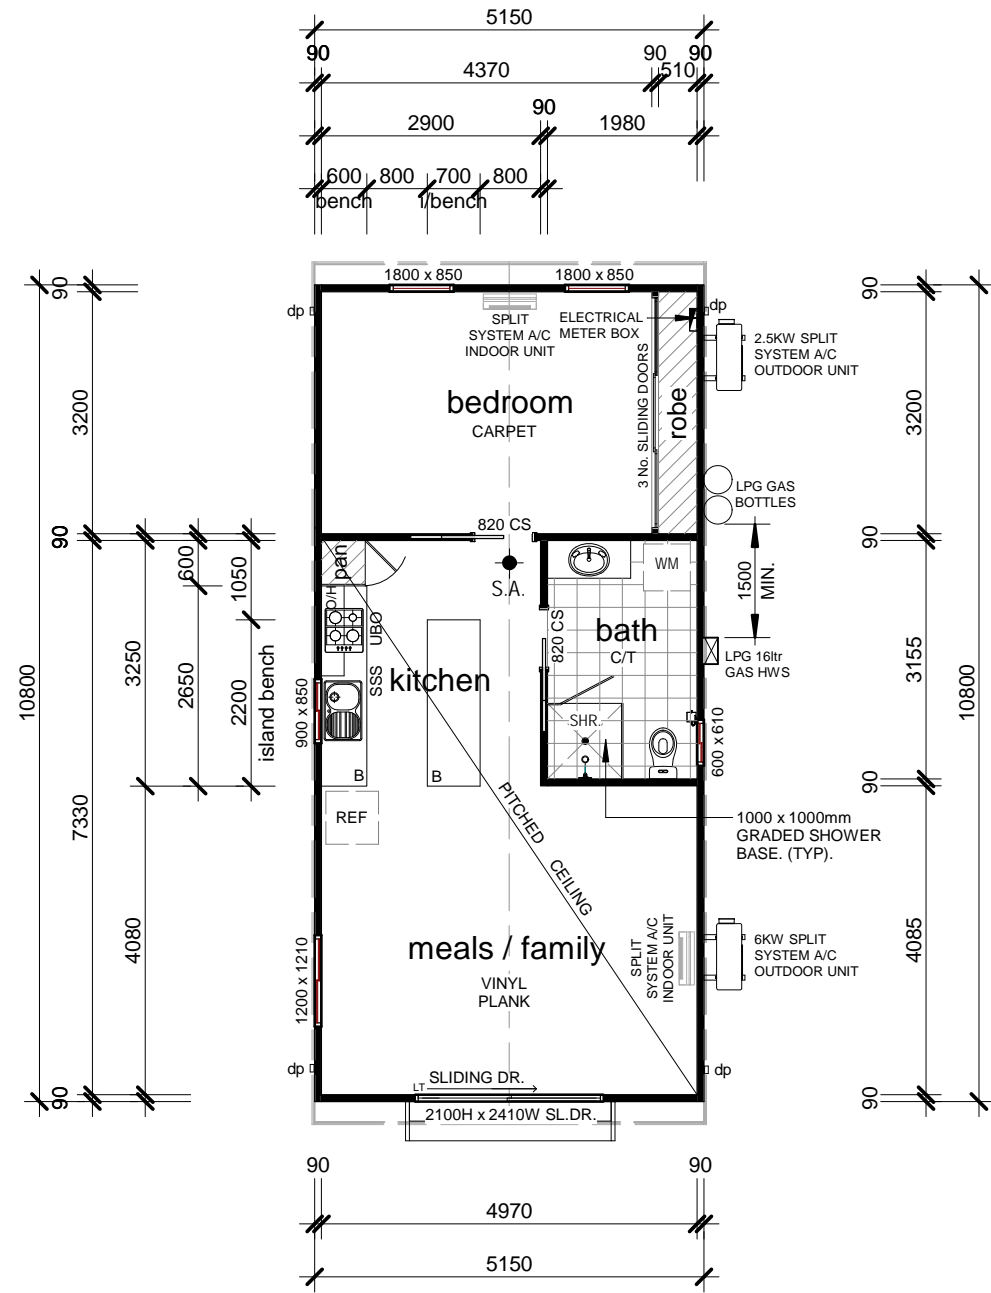 5150
90
90
90
4370
510
90
2900
1980
600
800
700
800
bench
i/bench
1800 x 850
1800 x 850
90
90
dp
dp
SPLIT
SYSTEM A/C
INDOOR UNIT
ELECTRICAL
METER BOX
2.5KW SPLIT
SYSTEM A/C
OUTDOOR UNIT
3200
bedroom
CARPET
3 No. SLIDING DOORS
robe
3200
LPG GAS
BOTTLES
820 CS
90
90
600
1050
pan
S.A.
WM
1500
MIN.
O/H
UBO
820 CS
bath
C/T
LPG 16ltr
GAS HWS
10800
3250
2650
2200
island bench
SSS
kitchen
3155
10800
900 x 850
SHR.
600 x 610
B
B
90
7330
REF
PITCHED
CEILING
1000 x 1000mm
GRADED SHOWER
BASE. (TYP).
4080
1200 x 1210
meals / family
VINYL
PLANK
SPLIT
SYSTEM A/C
INDOOR UNIT
6KW SPLIT
SYSTEM A/C
OUTDOOR UNIT
4085
dp
dp
LT
SLIDING DR.
90
90
2100H x 2410W SL.DR.
90
90
4970
5150